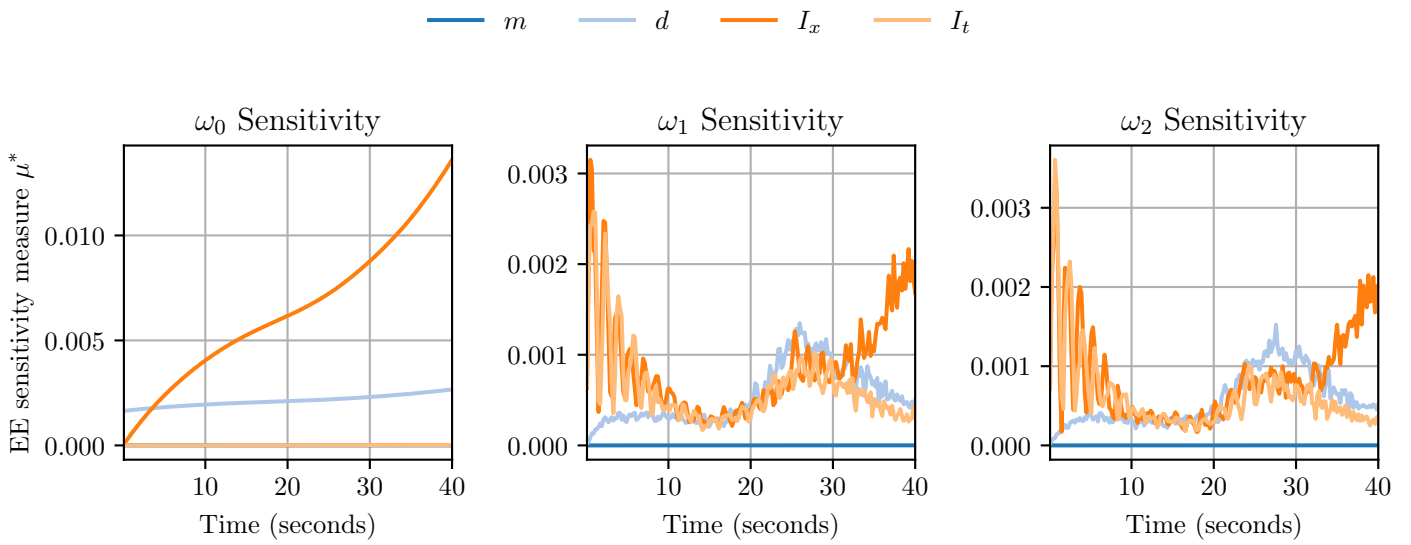 m d I_x I_t
ω_0 Sensitivity
EE sensitivity measure μ*
0.010
0.005
0.000
10 20 30 40
Time (seconds)
ω_1 Sensitivity
0.003
0.002
0.001
0.000
10 20 30 40
Time (seconds)
ω_2 Sensitivity
0.003
0.002
0.001
0.000
10 20 30 40
Time (seconds)